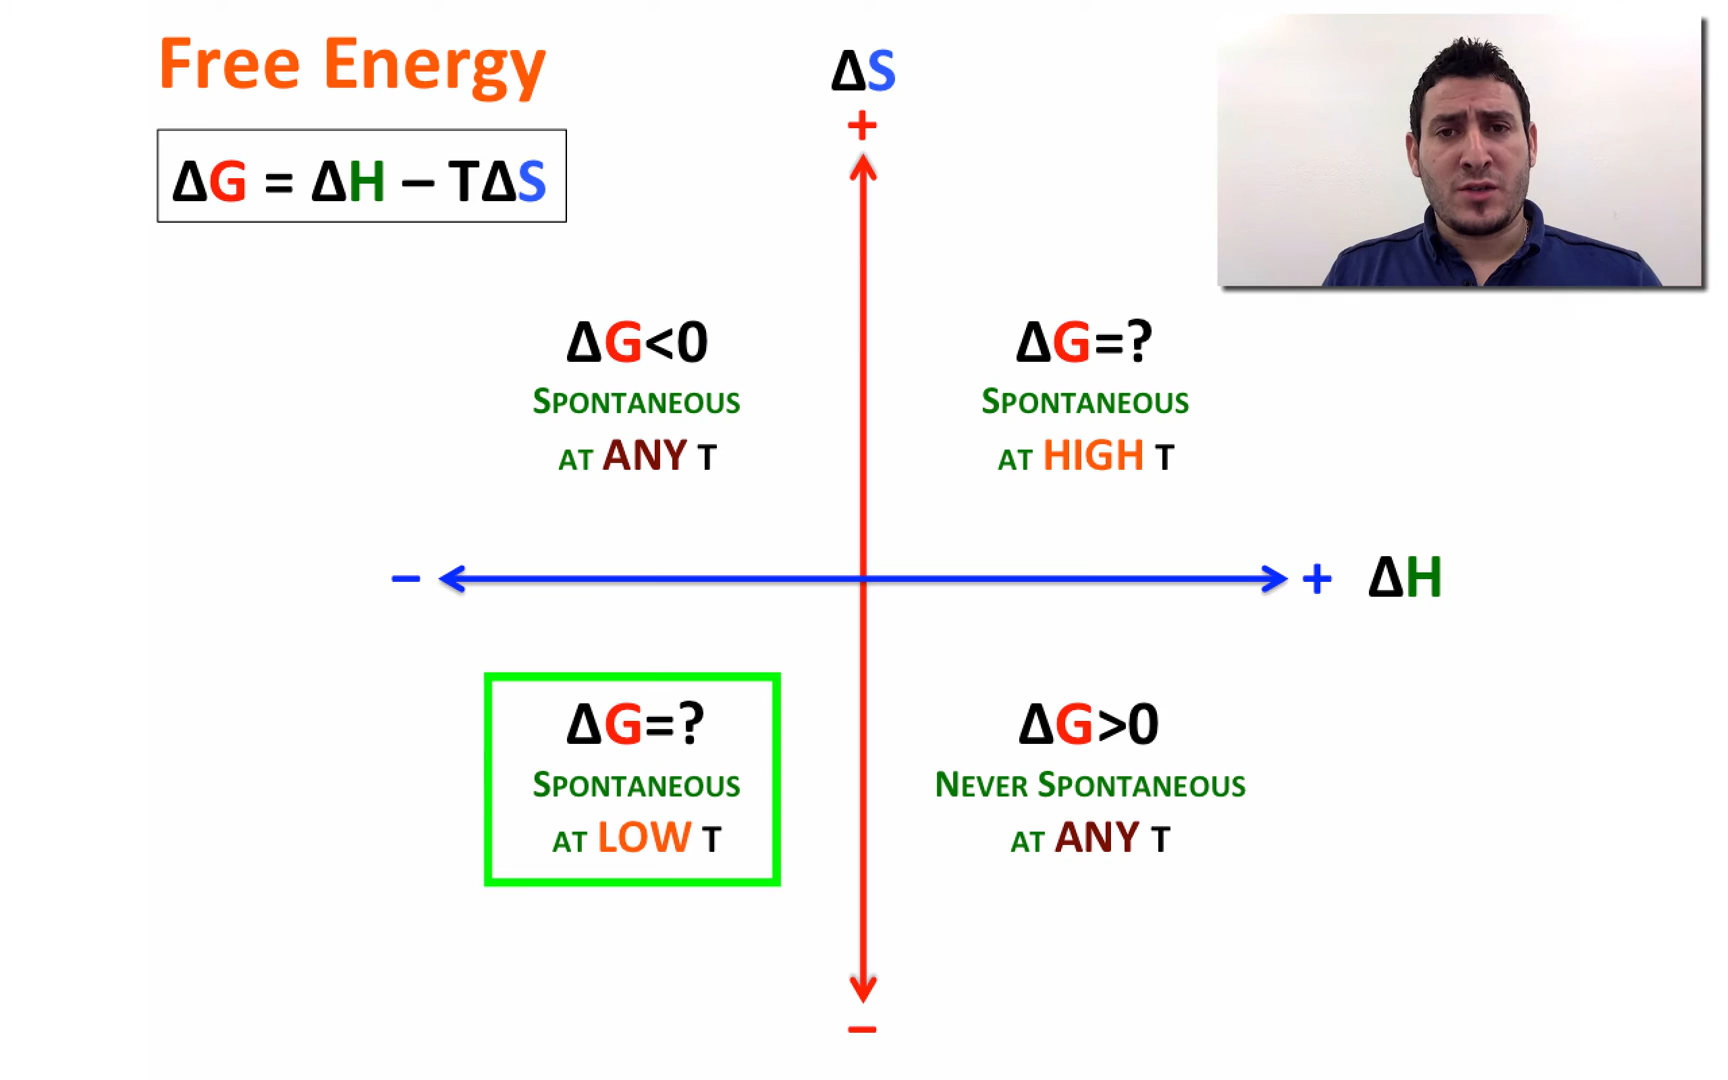 Free Energy
ΔG = ΔH – TΔS
ΔS
+
ΔG<0
SPONTANEOUS
AT ANY T
ΔG=?
SPONTANEOUS
AT HIGH T
– + ΔH
ΔG=?
SPONTANEOUS
AT LOW T
ΔG>0
NEVER SPONTANEOUS
AT ANY T
–